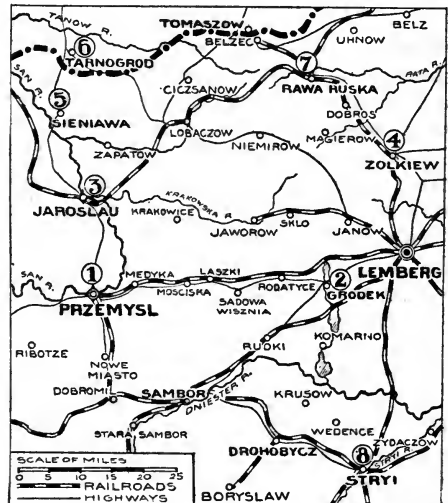 TANOW R.
TOMASZOW
BELZEC
UHNOW
BELZ
6
TARNOGROD
7
SAN R.
CICZSANOW
RAWA RUSKA
RATA R.
5
SIENIAWA
DOBROS
LOBACZOW
MAGIEROW
4
ZAPATOW
NIEMIROW
ZOLKIEW
3
JAROSLAU
KRAKOWSKA R.
KRAKOWICE
JAWOROW
SKLO
JANOW
LEMBERG
SAN R.
1
MEDYKA
LASZKI
2
PRZEMYSL
MOSCISKA
RODATYCE
GRODEK
SADOWA
WISZNIA
KOMARNO
RIBOTZE
NOWE
MIASTO
RUDKI
DOBROMIL
SAMBOR
DNIESTER R.
KRUSOW
STARA SAMBOR
WEDENCE
ZYDACZOW
DROHOBYCZ
8
STRYI R.
STRYI
BORYSLAW
SCALE OF MILES
0 5 10 15 20 25
RAILROADS
HIGHWAYS